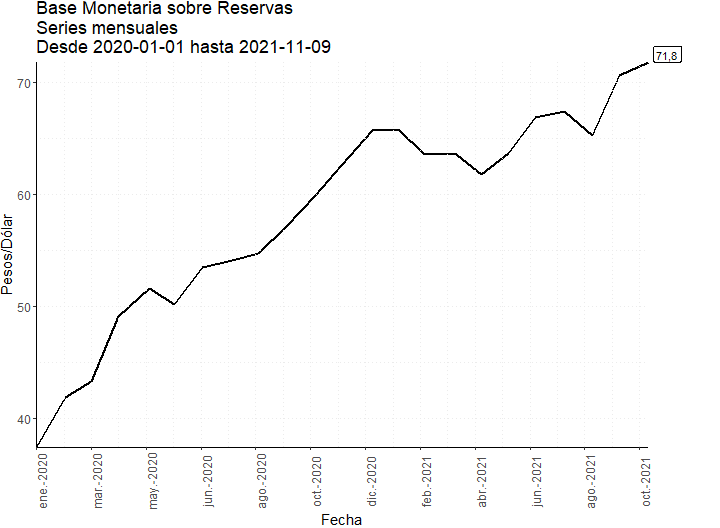 Base Monetaria sobre Reservas
Series mensuales
Desde 2020-01-01 hasta 2021-11-09
71,8
70
60
50
40
Pesos/Dólar
ene.-2020
mar.-2020
may.-2020
jun.-2020
ago.-2020
oct.-2020
dic.-2020
feb.-2021
abr.-2021
jun.-2021
ago.-2021
oct.-2021
Fecha